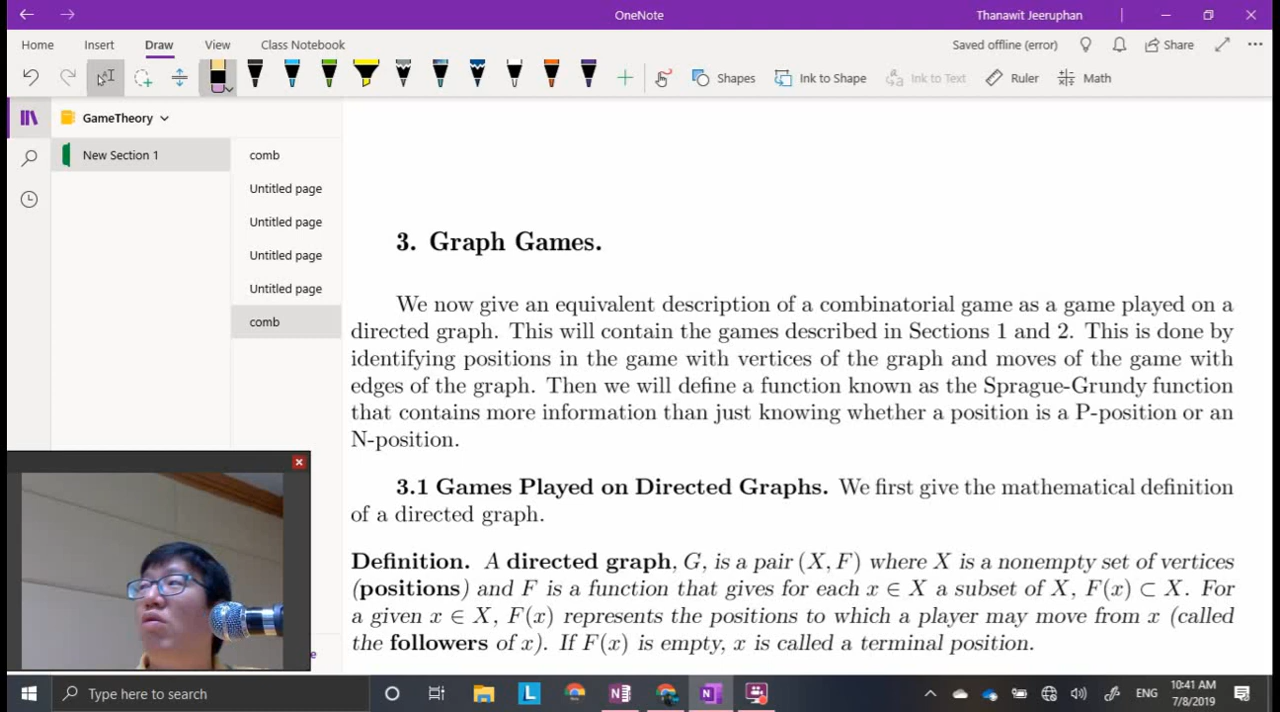 OneNote
Thanawit Jeeruphan
Home
Insert
Draw
View
Class Notebook
Saved offline (error)
Share
Shapes
Ink to Shape
Ink to Text
Ruler
Math
GameTheory
New Section 1
comb
Untitled page
Untitled page
Untitled page
Untitled page
comb
3. Graph Games.
We now give an equivalent description of a combinatorial game as a game played on a
directed graph. This will contain the games described in Sections 1 and 2. This is done by
identifying positions in the game with vertices of the graph and moves of the game with
edges of the graph. Then we will define a function known as the Sprague-Grundy function
that contains more information than just knowing whether a position is a P-position or an
N-position.
3.1 Games Played on Directed Graphs. We first give the mathematical definition
of a directed graph.
Definition. A directed graph, G, is a pair (X, F) where X is a nonempty set of vertices
(positions) and F is a function that gives for each x ∈ X a subset of X, F(x) ⊂ X. For
a given x ∈ X, F(x) represents the positions to which a player may move from x (called
the followers of x). If F(x) is empty, x is called a terminal position.
Type here to search
ENG
10:41 AM
7/8/2019